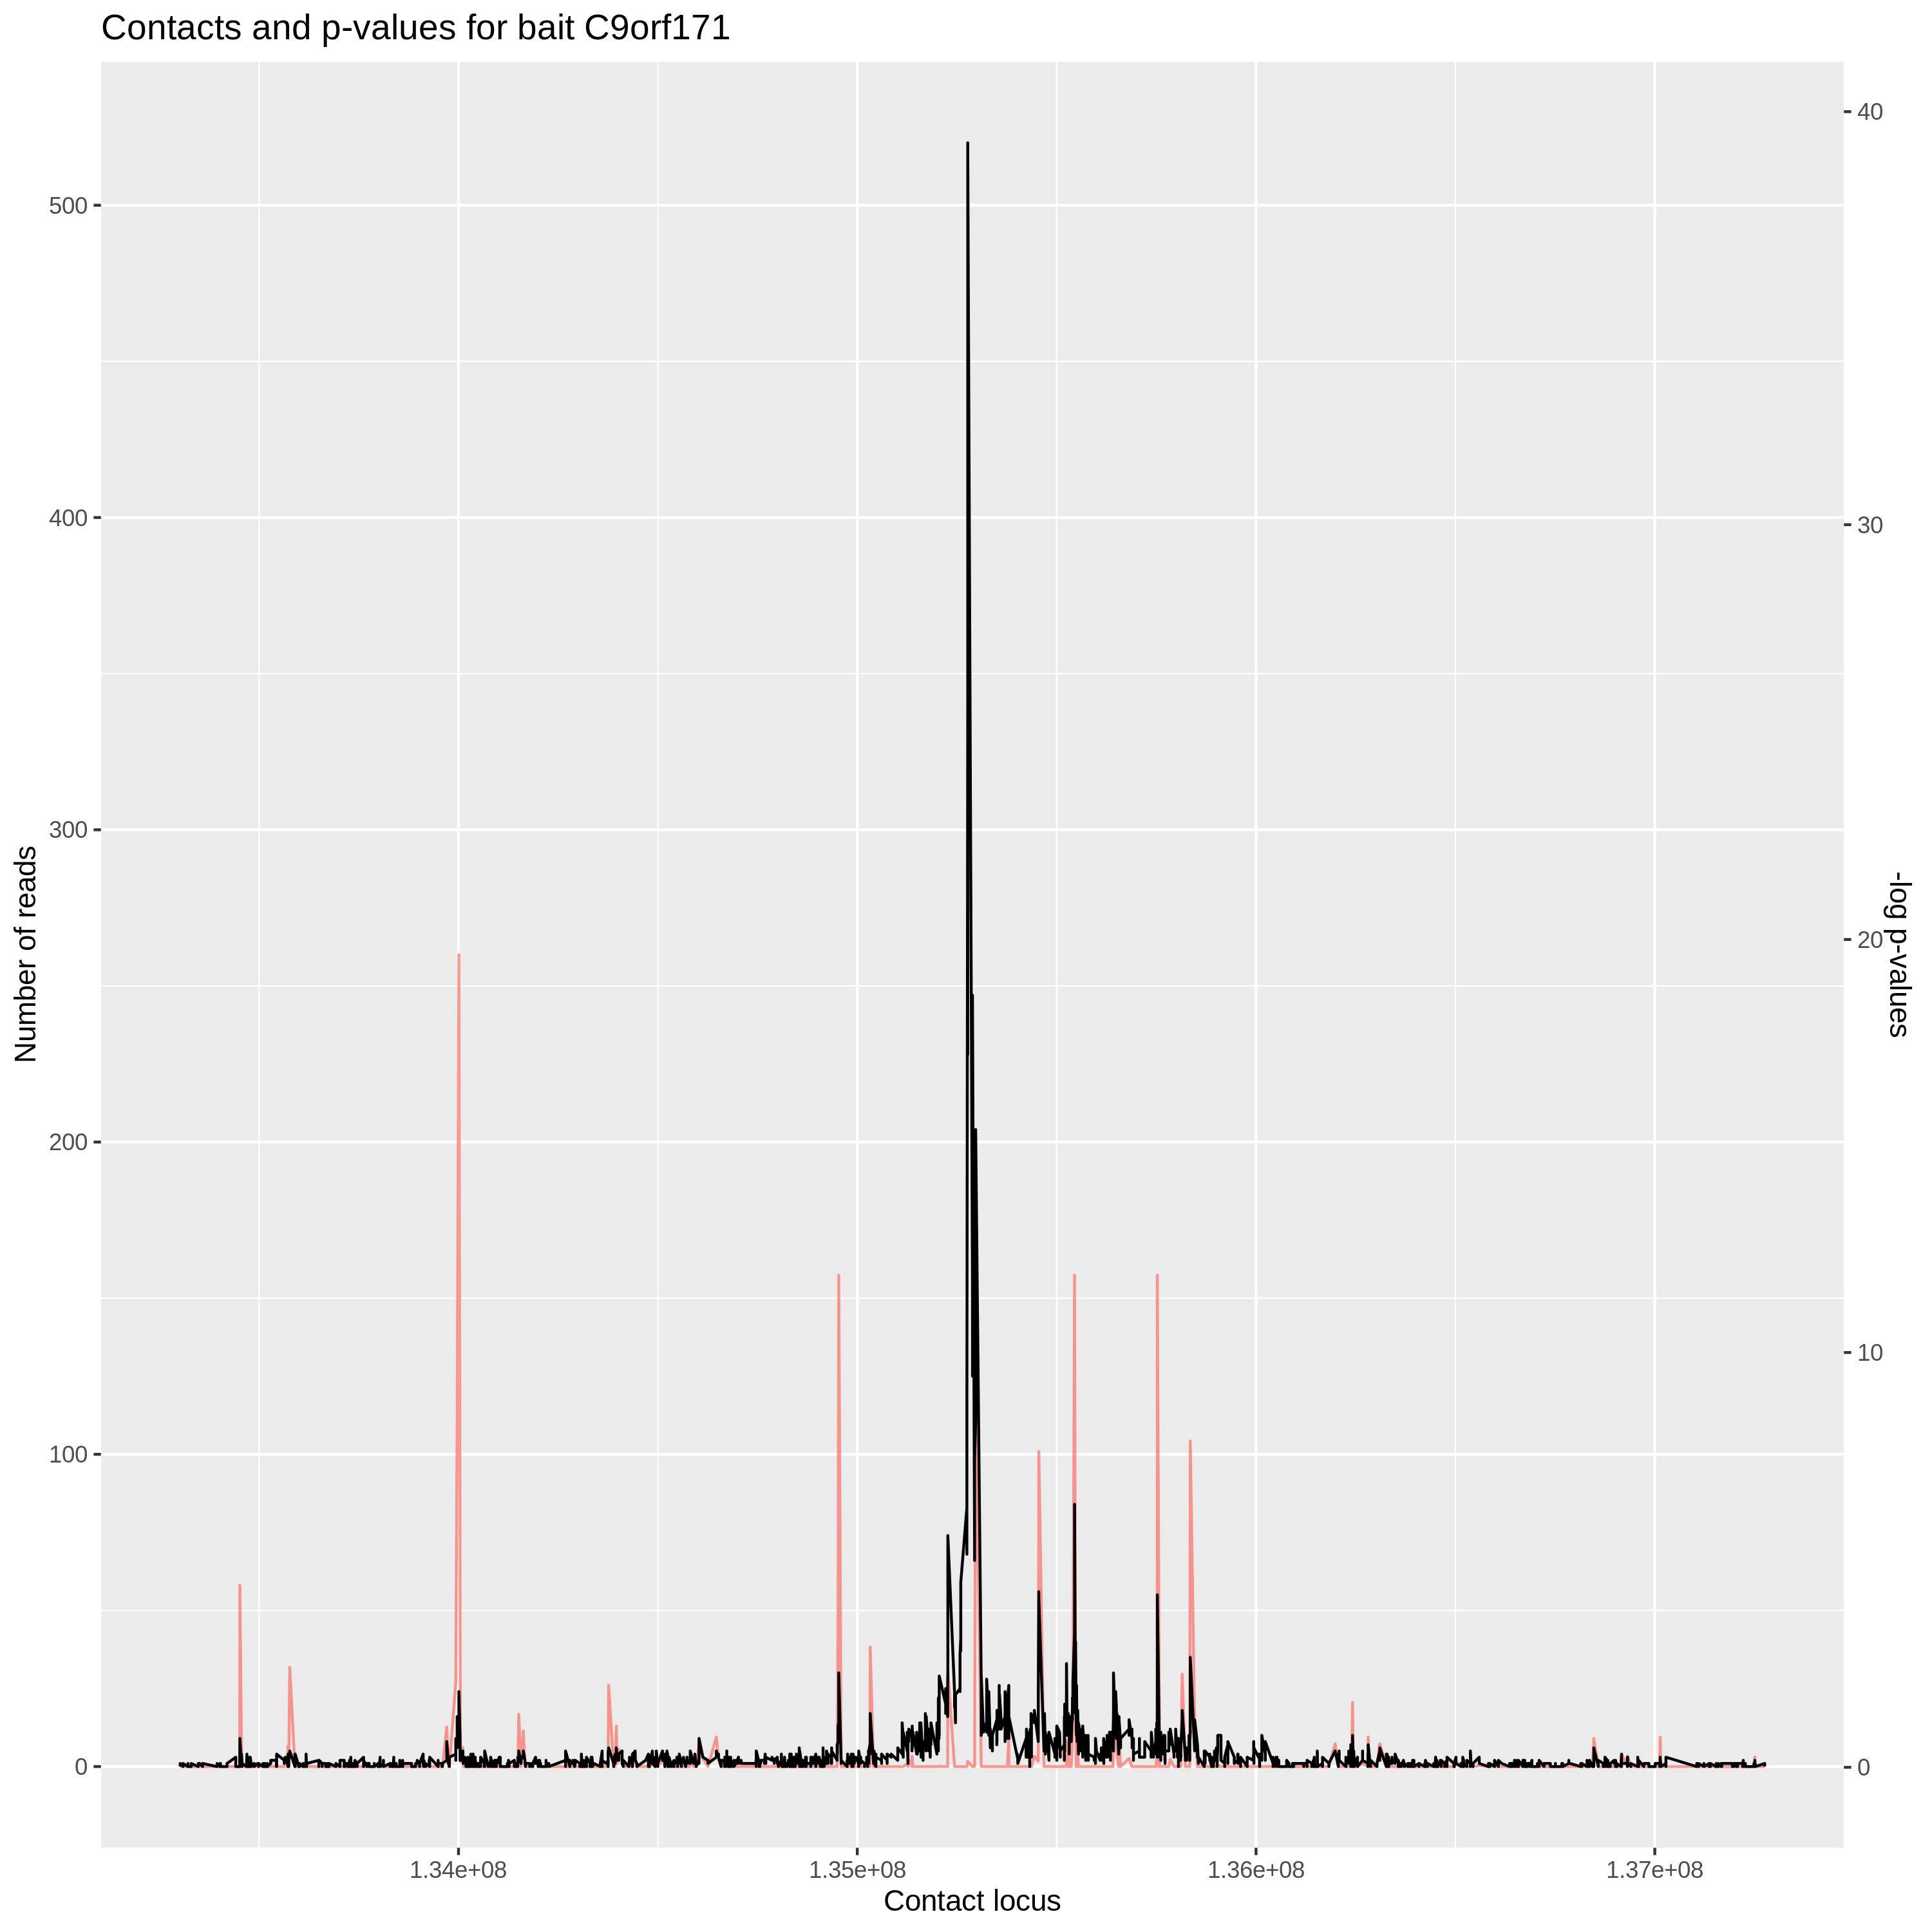 Contacts and p-values for bait C9orf171
Number of reads
500
400
300
200
100
0
40
30
20
10
0
-log p-values
1.34e+08 1.35e+08 1.36e+08 1.37e+08
Contact locus